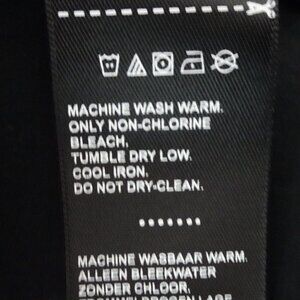 MACHINE WASH WARM.
ONLY NON-CHLORINE
BLEACH.
TUMBLE DRY LOW.
COOL IRON.
DO NOT DRY-CLEAN.
MACHINE WASBAAR WARM.
ALLEEN BLEEKWATER
ZONDER CHLOOR.